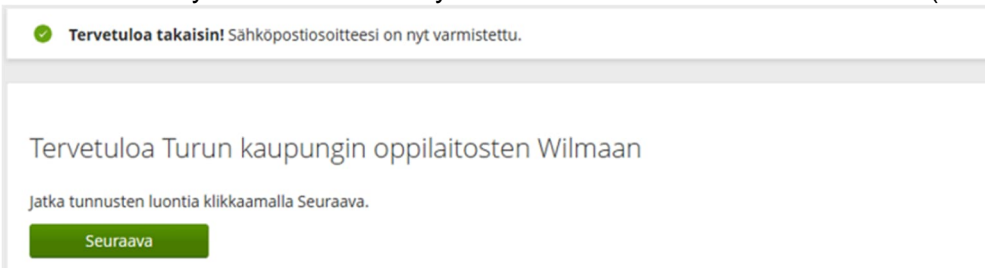 Tervetuloa takaisin! Sähköpostiosoitteesi on nyt varmistettu.
Tervetuloa Turun kaupungin oppilaitosten Wilmaan
Jatka tunnusten luontia klikkaamalla Seuraava.
Seuraava